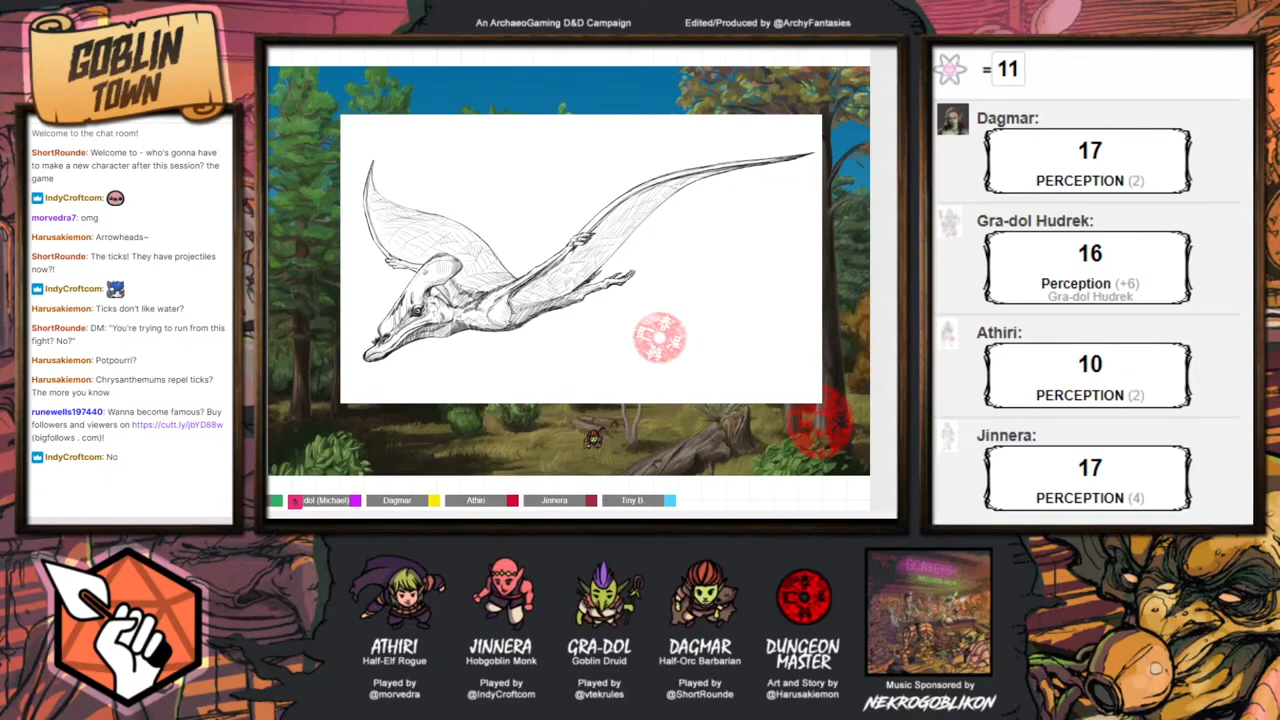 An ArchaeoGaming D&D Campaign
Edited/Produced by @ArchyFantasies
GOBLIN
TOWN
Welcome to the chat room!
ShortRounde: Welcome to - who's gonna have
to make a new character after this session? the
game
IndyCroftcom:
morvedra7: omg
Harusakiemon: Arrowheads~
ShortRounde: The ticks! They have projectiles
now?!
IndyCroftcom:
Harusakiemon: Ticks don't like water?
ShortRounde: DM: "You're trying to run from this
fight? No?"
Harusakiemon: Potpourri?
Harusakiemon: Chrysanthemums repel ticks?
The more you know
runewells197440: Wanna become famous? Buy
followers and viewers on https://cutt.ly/jbYD88w
(bigfollows . com)!
IndyCroftcom: No
dol (Michael)
Dagmar
Athiri
Jinnera
Tiny B.
= 11
Dagmar:
17
PERCEPTION (2)
Gra-dol Hudrek:
16
Perception (+6)
Gra-dol Hudrek
Athiri:
10
PERCEPTION (2)
Jinnera:
17
PERCEPTION (4)
ATHIRI
Half-Elf Rogue
Played by
@morvedra
JINNERA
Hobgoblin Monk
Played by
@IndyCroftcom
GRA-DOL
Goblin Druid
Played by
@vtekrules
DAGMAR
Half-Orc Barbarian
Played by
@ShortRounde
DUNGEON
MASTER
Art and Story by
@Harusakiemon
Music Sponsored by
NEKROGOBLIKON